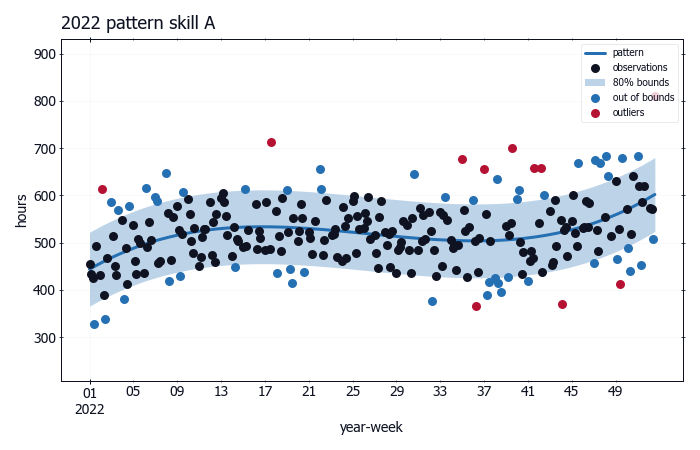 2022 pattern skill A
900
800
700
600
500
400
300
hours
pattern
observations
80% bounds
out of bounds
outliers
01 05 09 13 17 21 25 29 33 37 41 45 49
2022
year-week